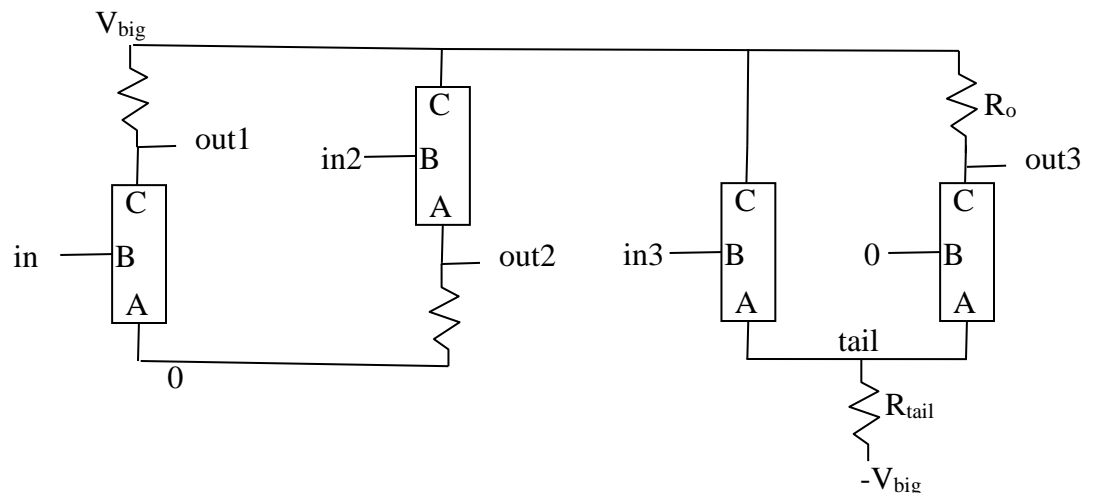 V_big
out1
C
B
A
in
0
in2
C
B
A
out2
in3
C
B
A
R_o
out3
C
0
B
A
tail
R_tail
-V_big